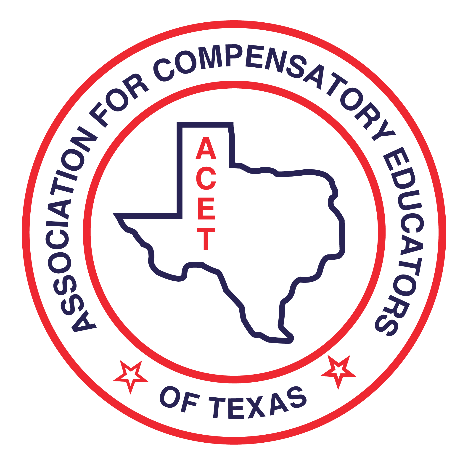 ASSOCIATION FOR COMPENSATORY EDUCATORS
OF TEXAS
ACET